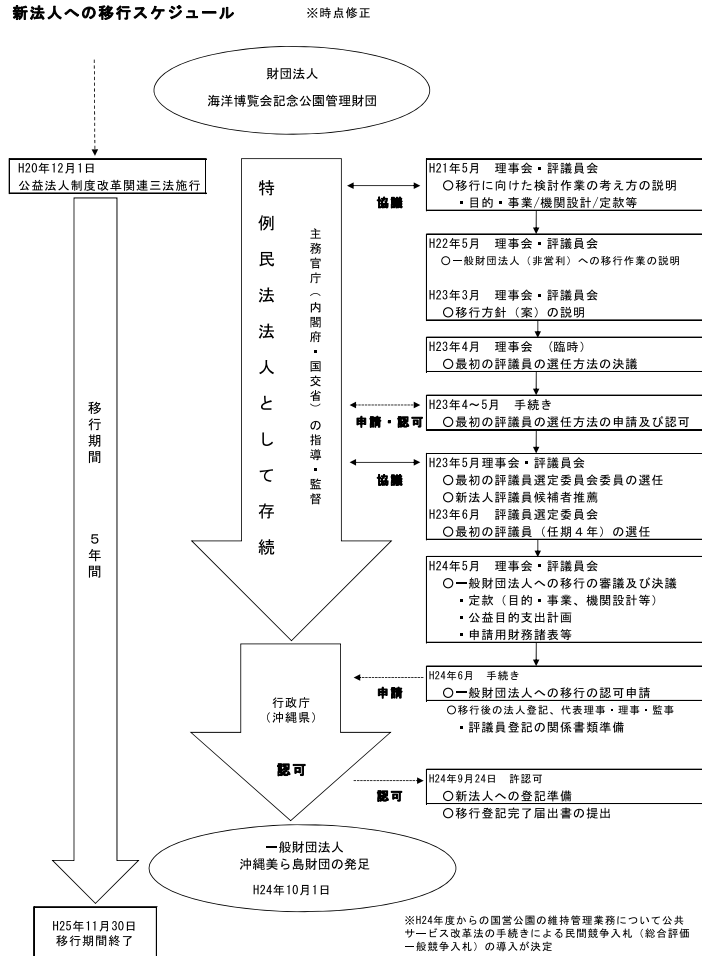 新法人への移行スケジュール ※時点修正
財団法人
海洋博覧会記念公園管理財団
H20年12月1日
公益法人制度改革関連三法施行
移行期間 5年間
H25年11月30日
移行期間終了
特例民法法人として存続
主務官庁(内閣府・国交省)の指導・監督
協議
H21年5月 理事会・評議員会
○移行に向けた検討作業の考え方の説明
・目的・事業/機関設計/定款等
H22年5月 理事会・評議員会
○一般財団法人(非営利)への移行作業の説明
H23年3月 理事会・評議員会
○移行方針(案)の説明
H23年4月 理事会 (臨時)
○最初の評議員の選任方法の決議
申請・認可
H23年4～5月 手続き
○最初の評議員の選任方法の申請及び認可
協議
H23年5月理事会・評議員会
○最初の評議員選定委員会委員の選任
○新法人評議員候補者推薦
H23年6月 評議員選定委員会
○最初の評議員(任期4年)の選任
H24年5月 理事会・評議員会
○一般財団法人への移行の審議及び決議
・定款(目的・事業、機関設計等)
・公益目的支出計画
・申請用財務諸表等
行政庁
(沖縄県)
認可
申請
H24年6月 手続き
○一般財団法人への移行の認可申請
○移行後の法人登記、代表理事・理事・監事
・評議員登記の関係書類準備
認可
H24年9月24日 許認可
○新法人への登記準備
○移行登記完了届出書の提出
一般財団法人
沖縄美ら島財団の発足
H24年10月1日
※H24年度からの国営公園の維持管理業務について公共
サービス改革法の手続きによる民間競争入札(総合評価
一般競争入札)の導入が決定